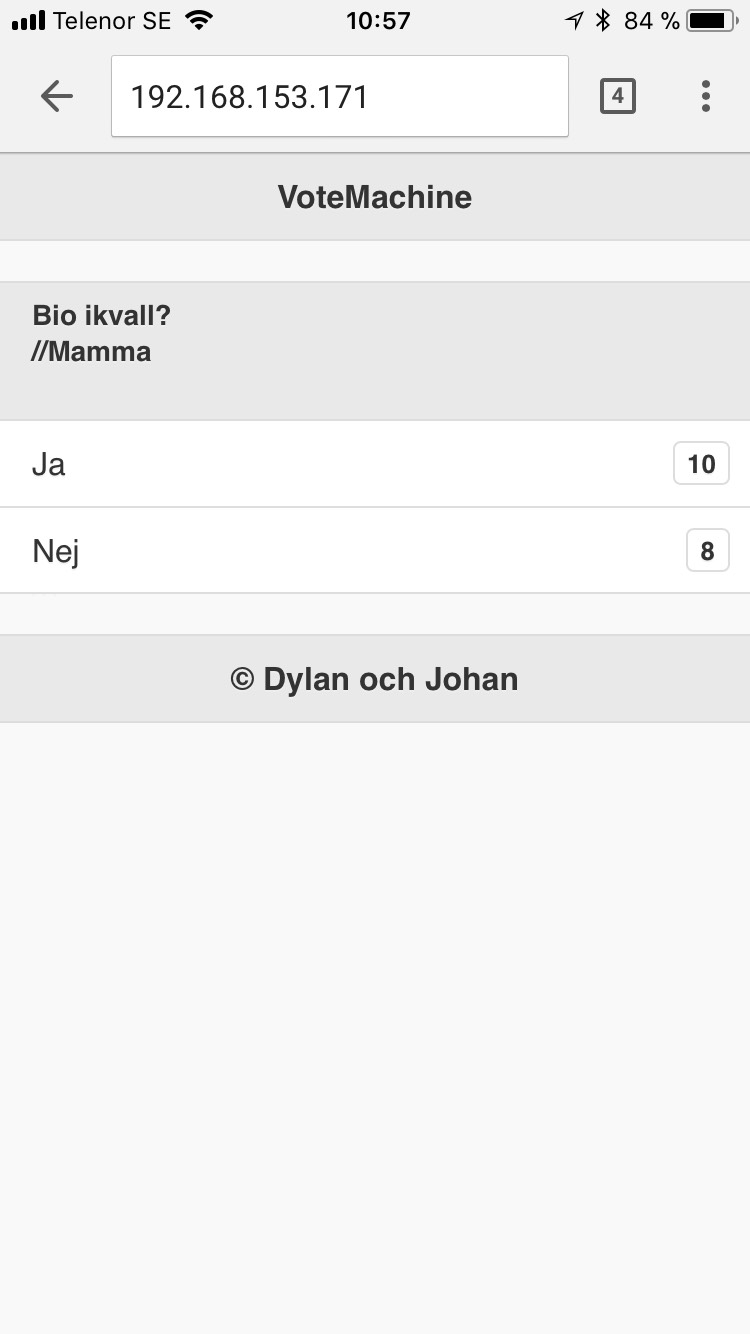 Telenor SE 10:57 84 %
192.168.153.171 4
VoteMachine
Bio ikvall?
//Mamma
Ja 10
Nej 8
© Dylan och Johan